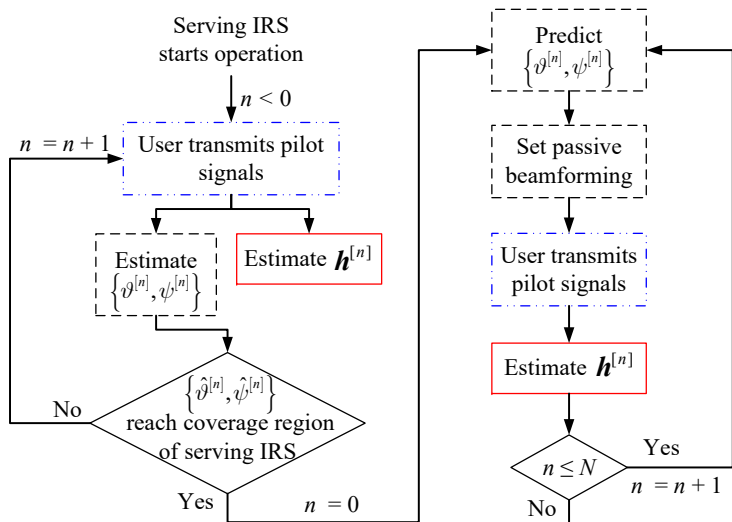 Serving IRS
starts operation
n < 0
n = n + 1
User transmits pilot
signals
Estimate
{ϑ^[n], ψ^[n]}
Estimate h^[n]
{ϑ̂^[n], ψ̂^[n]}
reach coverage region
of serving IRS
No
Yes
n = 0
Predict
{ϑ^[n], ψ^[n]}
Set passive
beamforming
User transmits
pilot signals
Estimate h^[n]
n ≤ N
Yes
n = n + 1
No